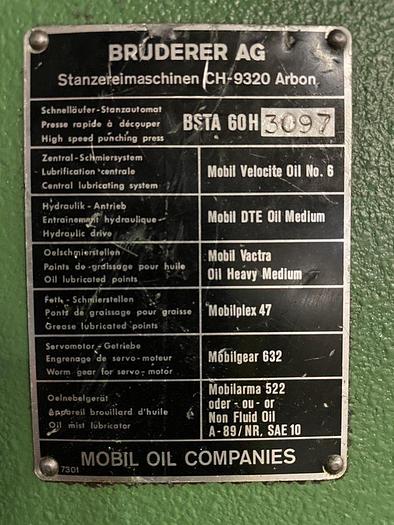 BRUDERER AG
Stanzereimaschinen CH-9320 Arbon
Schnelläufer-Stanzautomat
Presse rapide à découper
High speed punching press
BSTA 60H 3097
Zentral-Schmiersystem
Lubrification centrale
Central lubricating system
Mobil Velocite Oil No. 6
Hydraulik - Antrieb
Entrainement hydraulique
Hydraulic drive
Mobil DTE Oil Medium
Oelschmierstellen
Points de-graissage pour huile
Oil lubricated points
Mobil Vactra
Oil Heavy Medium
Fett - Schmierstellen
Ponts de graissage pour graisse
Grease lubricated points
Mobilplex 47
Servomotor - Getriebe
Engrenage de servo-moteur
Worm gear for servo-motor
Mobilgear 632
Oelnebelgerät
Appareil brouillard d'huile
Oil mist lubricator
Mobilarma 522
oder - ou - or
Non Fluid Oil
A-89/NR, SAE 10
MOBIL OIL COMPANIES
7301